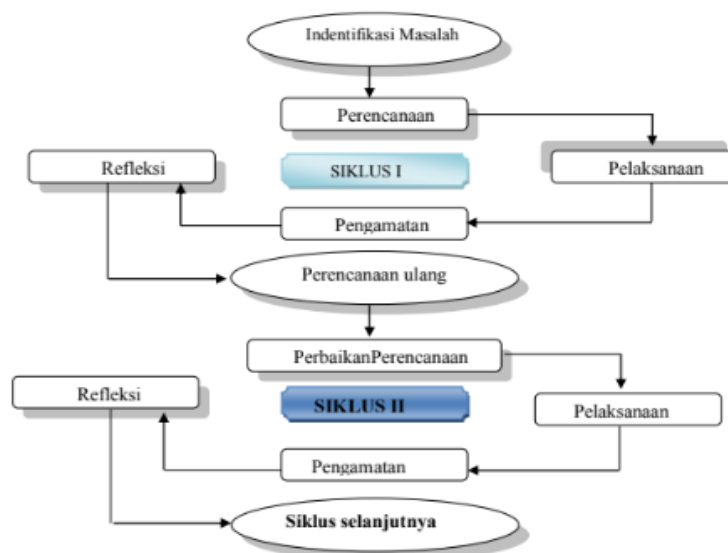 Indentifikasi Masalah
Perencanaan
Refleksi
SIKLUS I
Pelaksanaan
Pengamatan
Perencanaan ulang
PerbaikanPerencanaan
Refleksi
SIKLUS II
Pelaksanaan
Pengamatan
Siklus selanjutnya